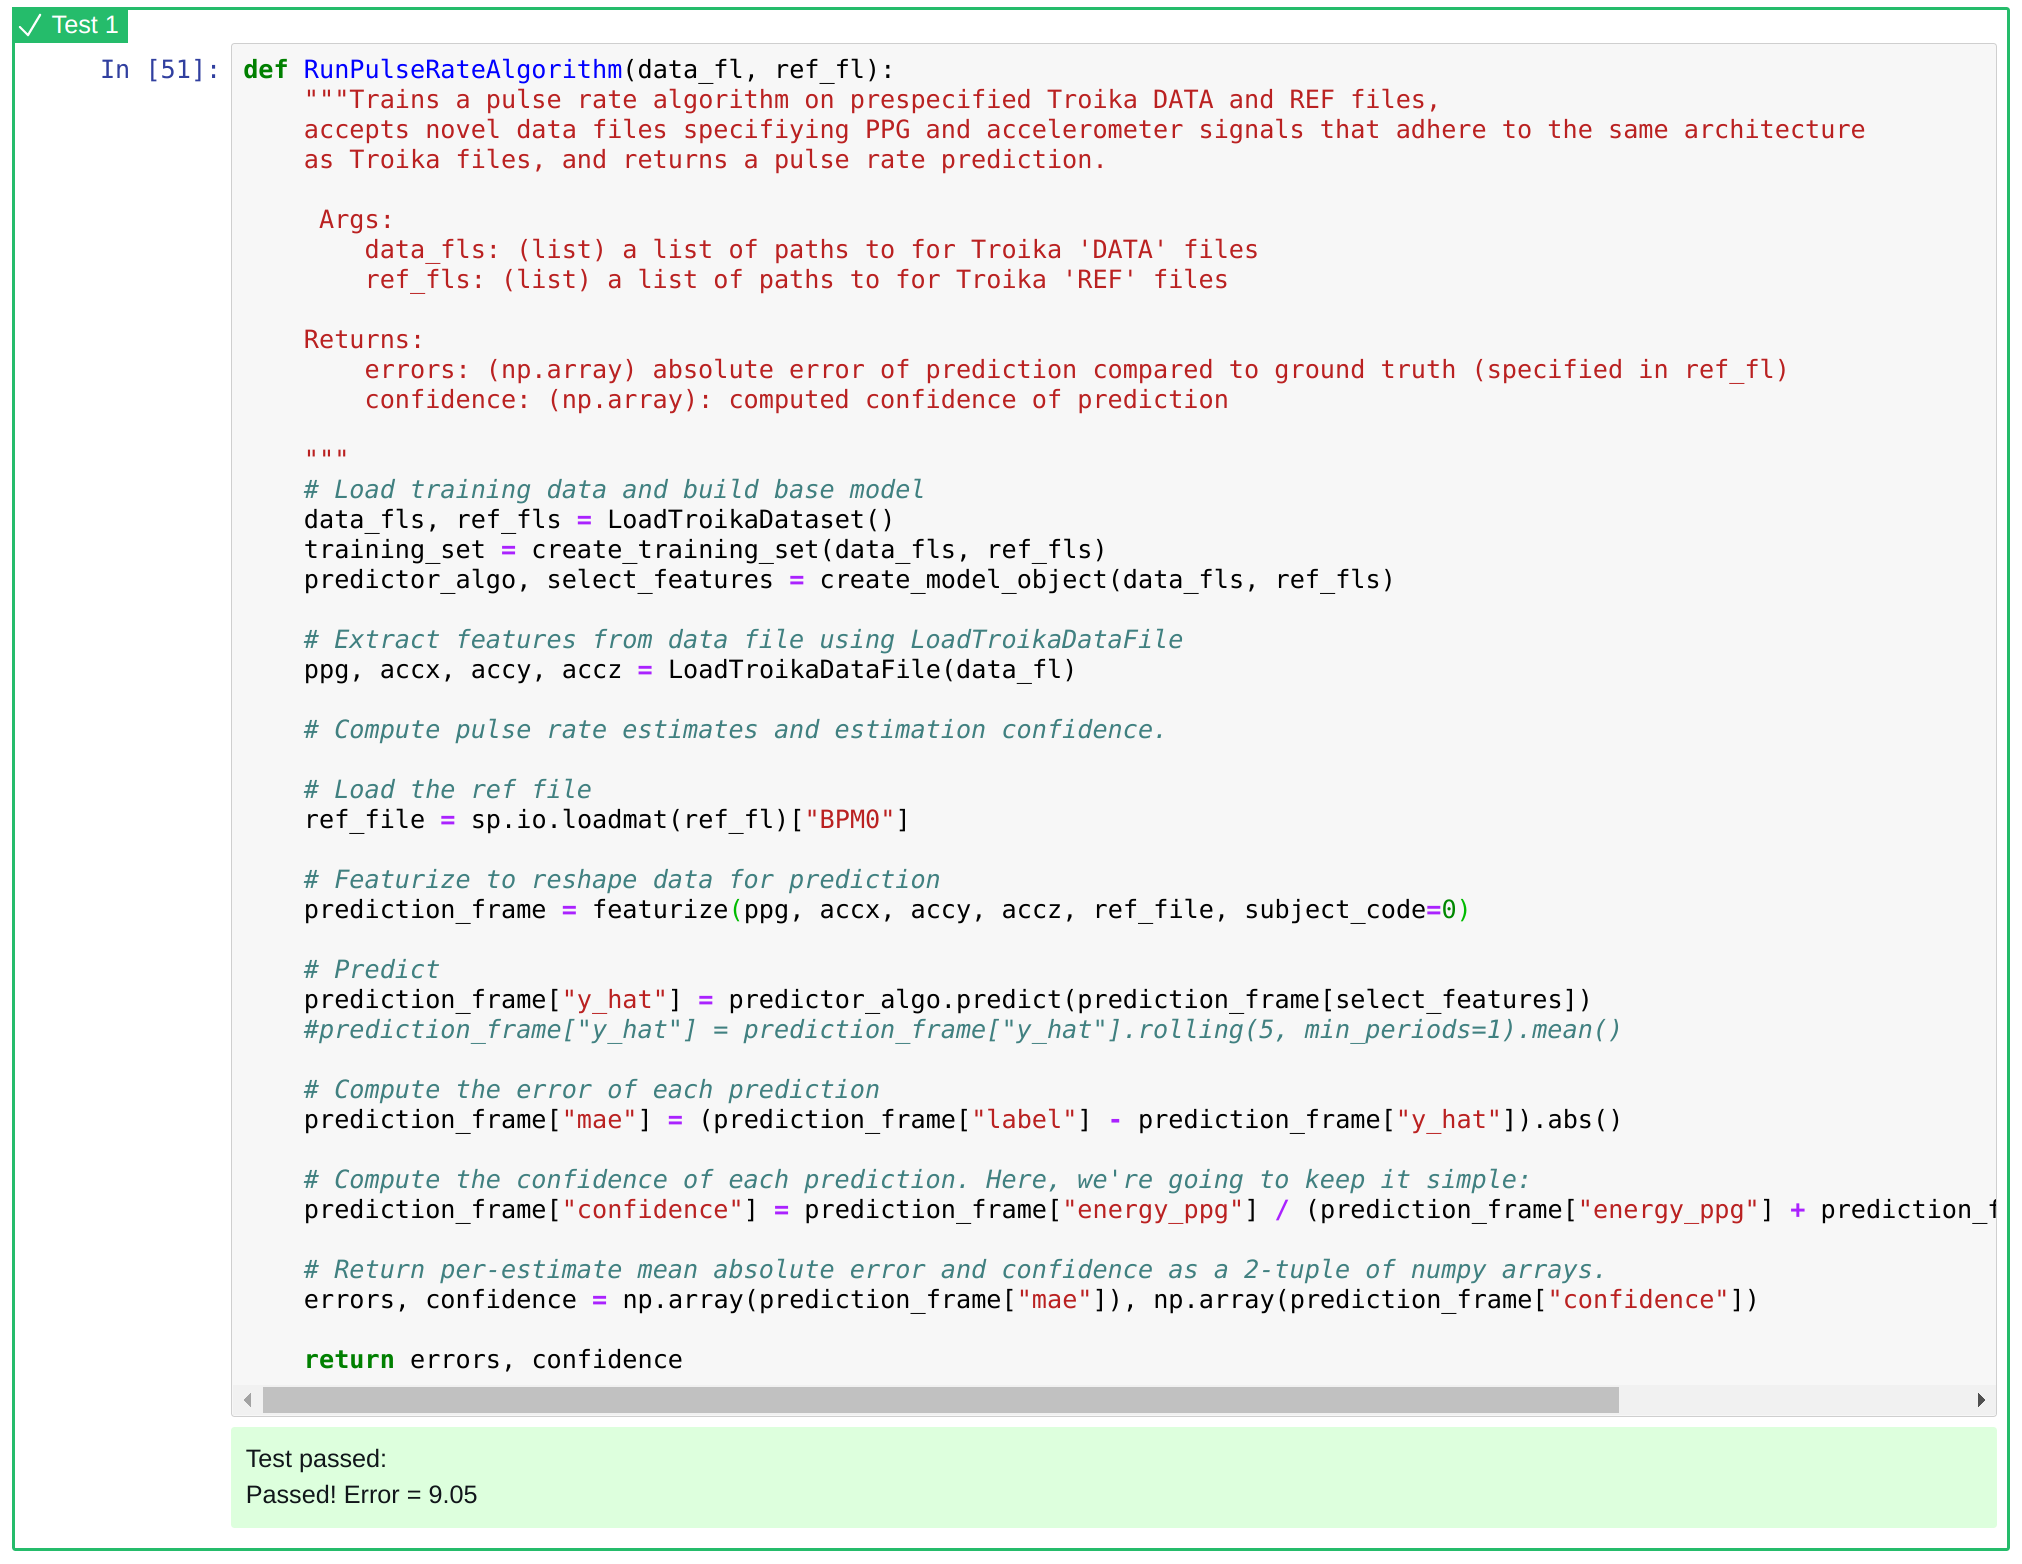 Test 1
In [51]:
def RunPulseRateAlgorithm(data_fl, ref_fl):
    """Trains a pulse rate algorithm on prespecified Troika DATA and REF files,
    accepts novel data files specifiying PPG and accelerometer signals that adhere to the same architecture
    as Troika files, and returns a pulse rate prediction.

     Args:
        data_fls: (list) a list of paths to for Troika 'DATA' files
        ref_fls: (list) a list of paths to for Troika 'REF' files

    Returns:
        errors: (np.array) absolute error of prediction compared to ground truth (specified in ref_fl)
        confidence: (np.array): computed confidence of prediction

    """
    # Load training data and build base model
    data_fls, ref_fls = LoadTroikaDataset()
    training_set = create_training_set(data_fls, ref_fls)
    predictor_algo, select_features = create_model_object(data_fls, ref_fls)

    # Extract features from data file using LoadTroikaDataFile
    ppg, accx, accy, accz = LoadTroikaDataFile(data_fl)

    # Compute pulse rate estimates and estimation confidence.

    # Load the ref file
    ref_file = sp.io.loadmat(ref_fl)["BPM0"]

    # Featurize to reshape data for prediction
    prediction_frame = featurize(ppg, accx, accy, accz, ref_file, subject_code=0)

    # Predict
    prediction_frame["y_hat"] = predictor_algo.predict(prediction_frame[select_features])
    #prediction_frame["y_hat"] = prediction_frame["y_hat"].rolling(5, min_periods=1).mean()

    # Compute the error of each prediction
    prediction_frame["mae"] = (prediction_frame["label"] - prediction_frame["y_hat"]).abs()

    # Compute the confidence of each prediction. Here, we're going to keep it simple:
    prediction_frame["confidence"] = prediction_frame["energy_ppg"] / (prediction_frame["energy_ppg"] + prediction_f

    # Return per-estimate mean absolute error and confidence as a 2-tuple of numpy arrays.
    errors, confidence = np.array(prediction_frame["mae"]), np.array(prediction_frame["confidence"])

    return errors, confidence
Test passed:
Passed! Error = 9.05